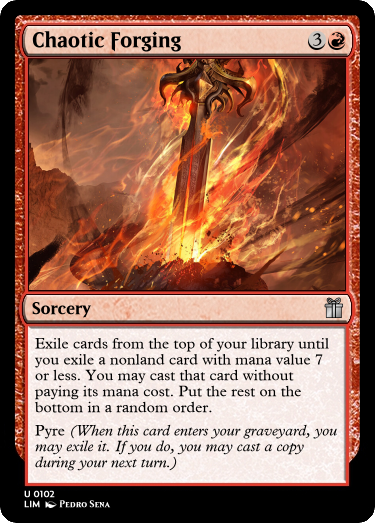 Chaotic Forging 3
Sorcery
Exile cards from the top of your library until
you exile a nonland card with mana value 7
or less. You may cast that card without
paying its mana cost. Put the rest on the
bottom in a random order.
Pyre (When this card enters your graveyard, you
may exile it. If you do, you may cast a copy
during your next turn.)
U 0102
LIM Pedro Sena